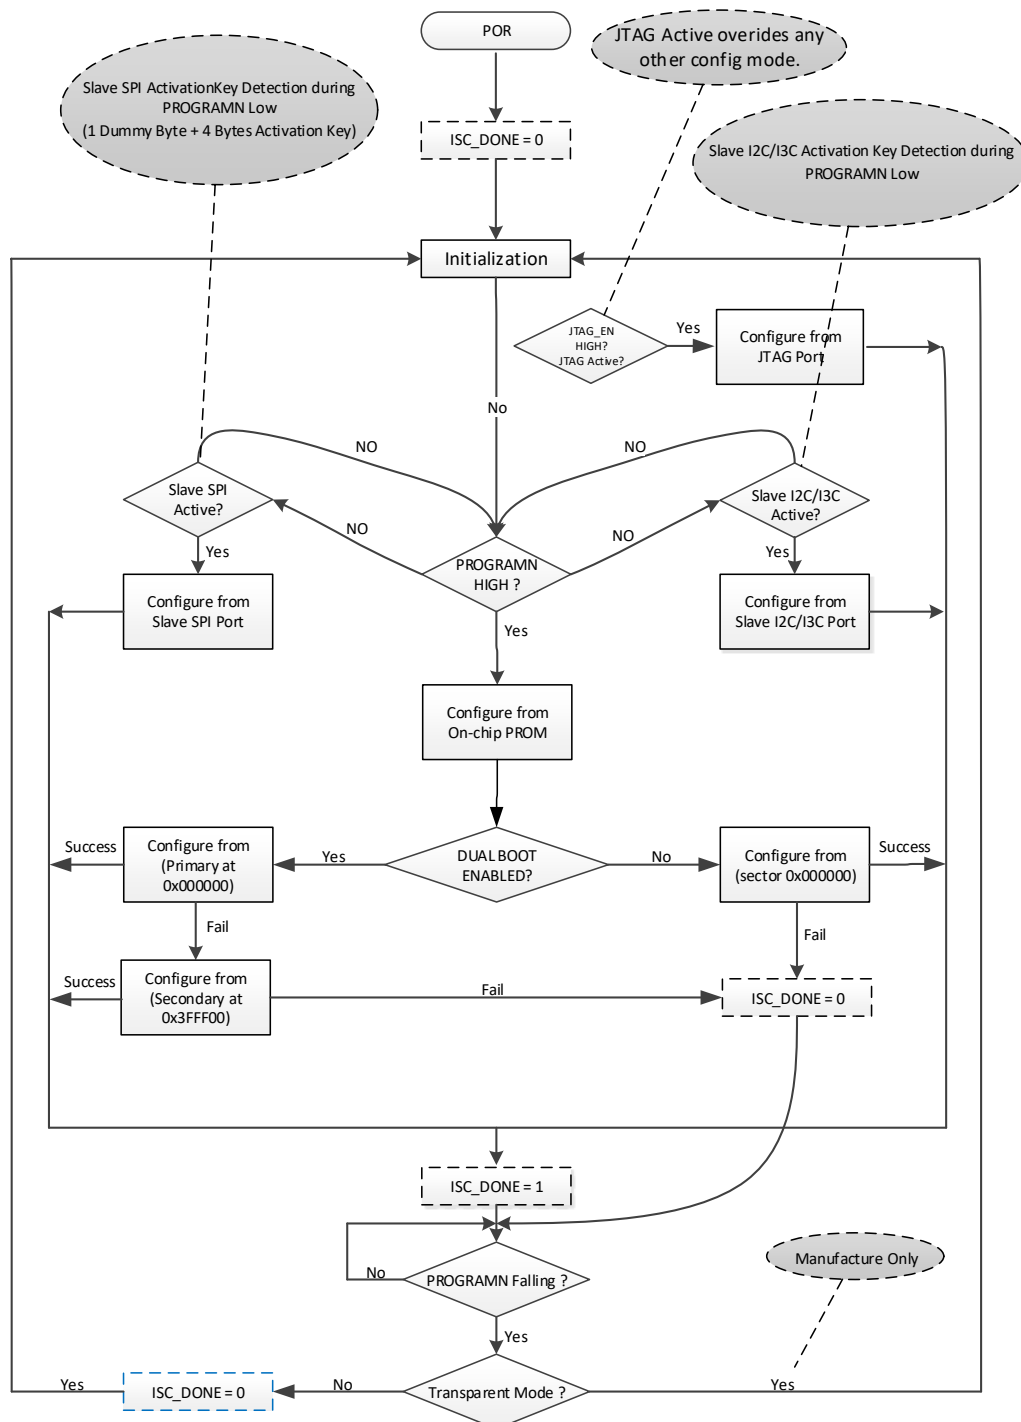 POR
JTAG Active overides any
other config mode.
Slave SPI ActivationKey Detection during
PROGRAMN Low
(1 Dummy Byte + 4 Bytes Activation Key)
ISC_DONE = 0
Slave I2C/I3C Activation Key Detection during
PROGRAMN Low
Initialization
JTAG_EN
HIGH?
JTAG Active?
Yes
Configure from
JTAG Port
No
NO
NO
Slave SPI
Active?
NO
Slave I2C/I3C
Active?
NO
Yes
PROGRAMN
HIGH ?
Yes
Configure from
Slave SPI Port
Configure from
Slave I2C/I3C Port
Yes
Configure from
On-chip PROM
Success
Configure from
(Primary at
0x000000)
Yes
DUAL BOOT
ENABLED?
No
Configure from
(sector 0x000000)
Success
Fail
Fail
Success
Configure from
(Secondary at
0x3FFF00)
Fail
ISC_DONE = 0
ISC_DONE = 1
Manufacture Only
No
PROGRAMN Falling ?
Yes
Yes
ISC_DONE = 0
No
Transparent Mode ?
Yes